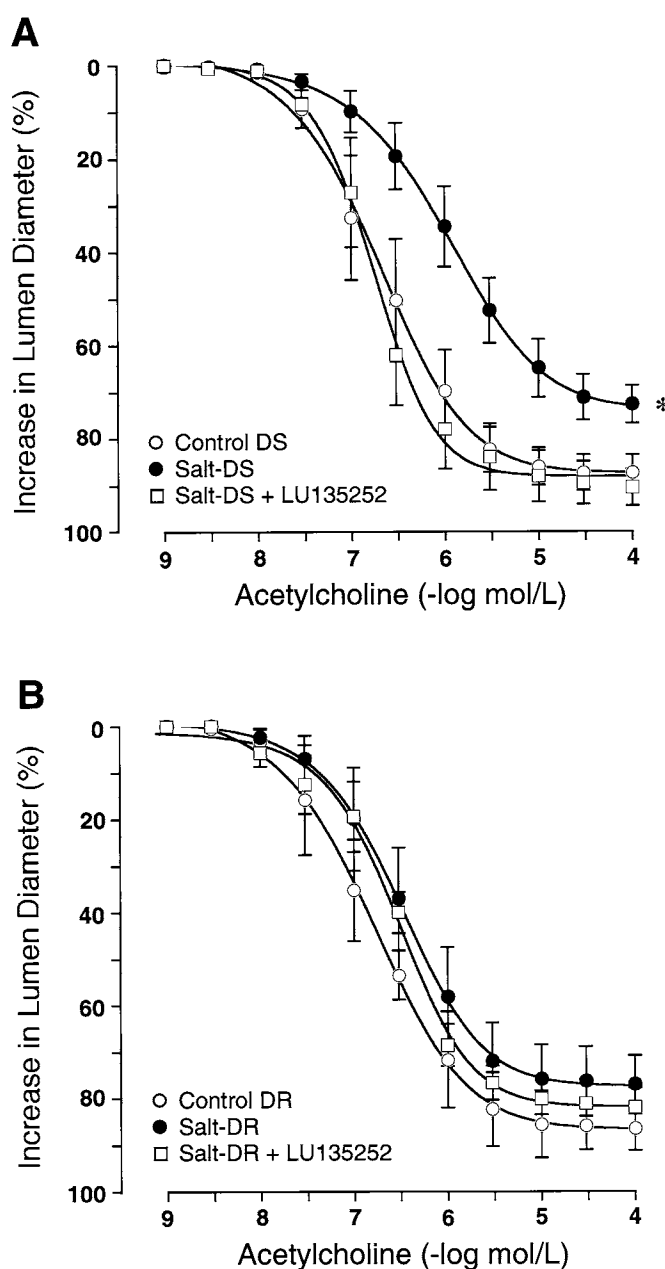 A
Increase in Lumen Diameter (%)
0
20
40
60
80
100
Control DS
Salt-DS
Salt-DS + LU135252
*
9 8 7 6 5 4
Acetylcholine (-log mol/L)
B
Increase in Lumen Diameter (%)
0
20
40
60
80
100
Control DR
Salt-DR
Salt-DR + LU135252
9 8 7 6 5 4
Acetylcholine (-log mol/L)